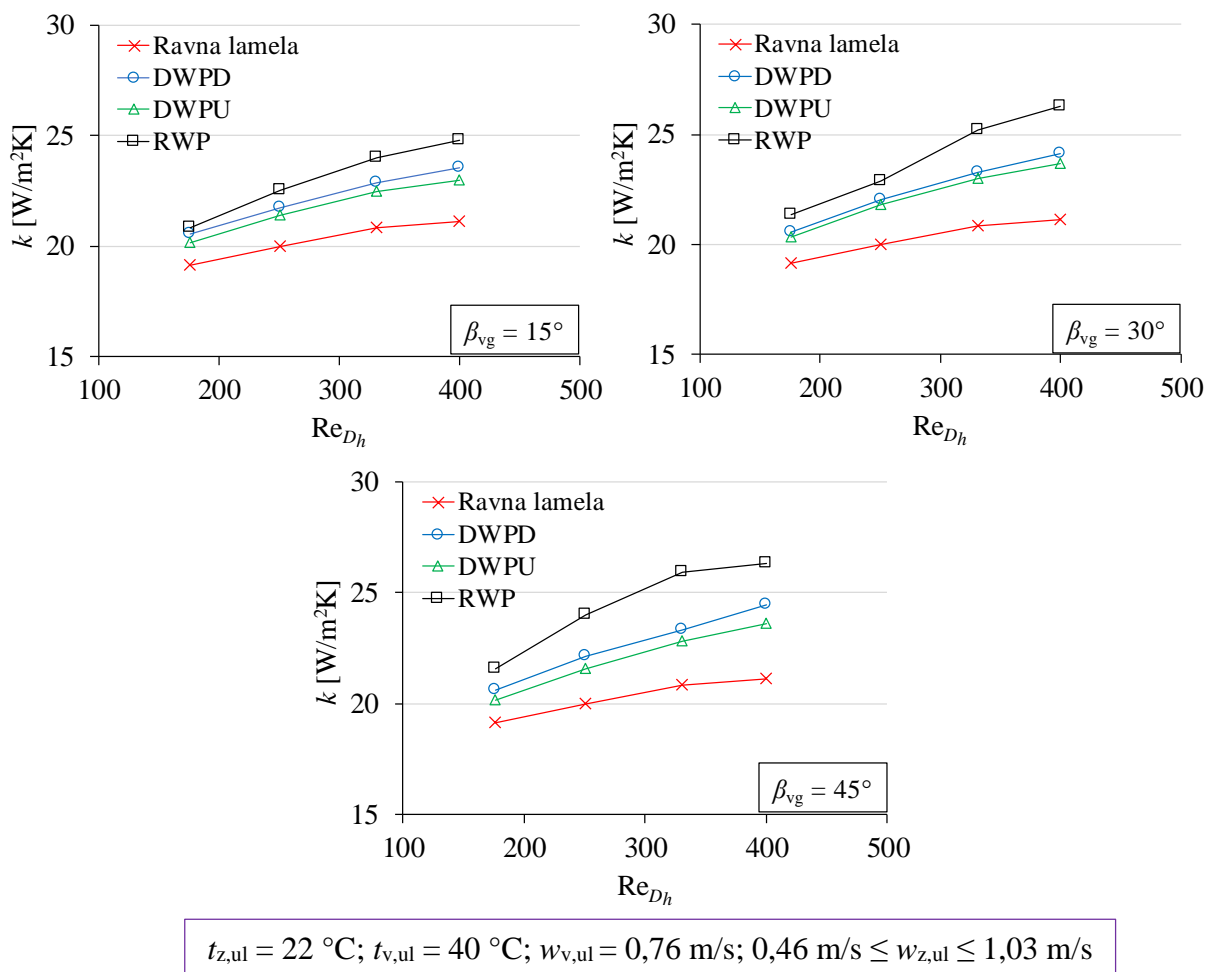 30
25
20
15
k [W/m²K]
Ravna lamela
DWPD
DWPU
RWP
βvg = 15°
100 200 300 400 500
Re_Dh
30
25
20
15
k [W/m²K]
Ravna lamela
DWPD
DWPU
RWP
βvg = 30°
100 200 300 400 500
Re_Dh
30
25
20
15
k [W/m²K]
Ravna lamela
DWPD
DWPU
RWP
βvg = 45°
100 200 300 400 500
Re_Dh
tz,ul = 22 °C; tv,ul = 40 °C; wv,ul = 0,76 m/s; 0,46 m/s ≤ wz,ul ≤ 1,03 m/s